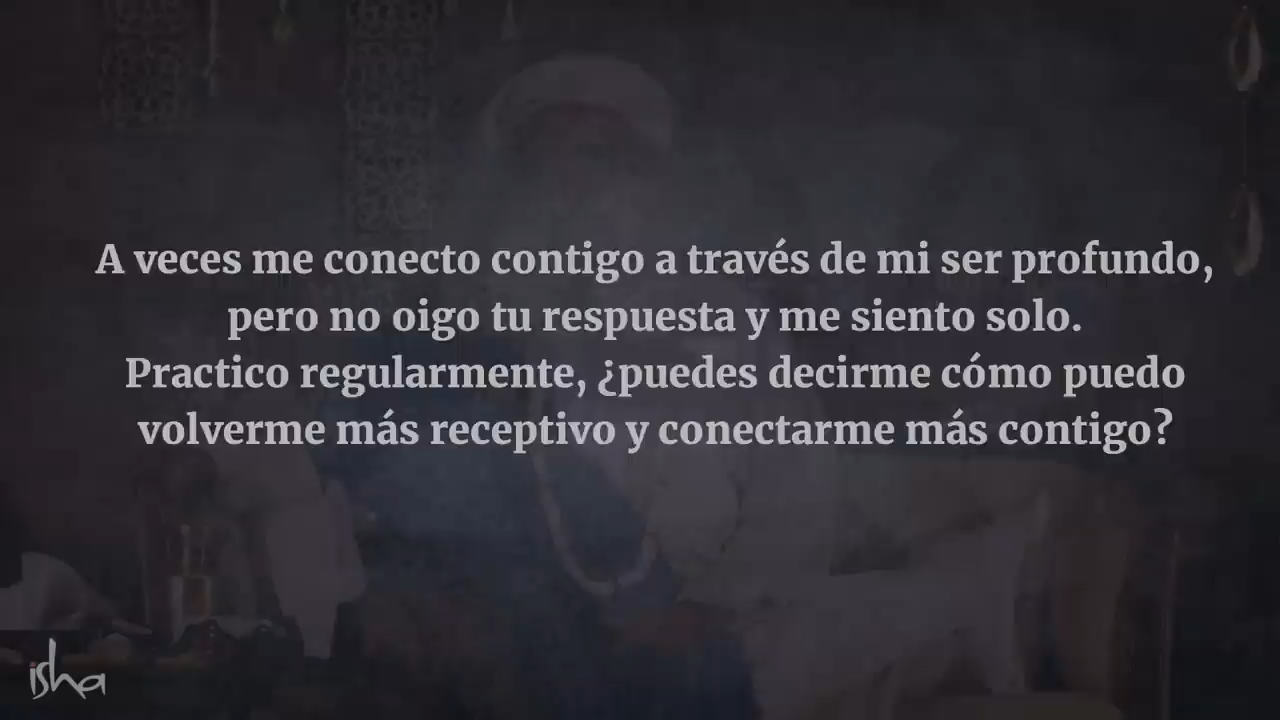 A veces me conecto contigo a través de mi ser profundo,
pero no oigo tu respuesta y me siento solo.
Practico regularmente, ¿puedes decirme cómo puedo
volverme más receptivo y conectarme más contigo?
isha